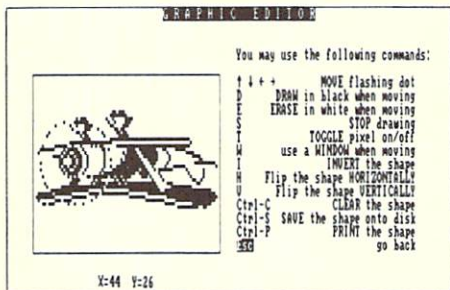 GRAPHIC EDITOR
You may use the following commands:
↑ ↓ ← → MOVE flashing dot
D DRAW in black when moving
E ERASE in white when moving
S STOP drawing
T TOGGLE pixel on/off
W use a WINDOW when moving
I INVERT the shape
H Flip the shape HORIZONTALLY
V Flip the shape VERTICALLY
Ctrl-C CLEAR the shape
Ctrl-S SAVE the shape onto disk
Ctrl-P PRINT the shape
ESC go back
X=44 Y=26